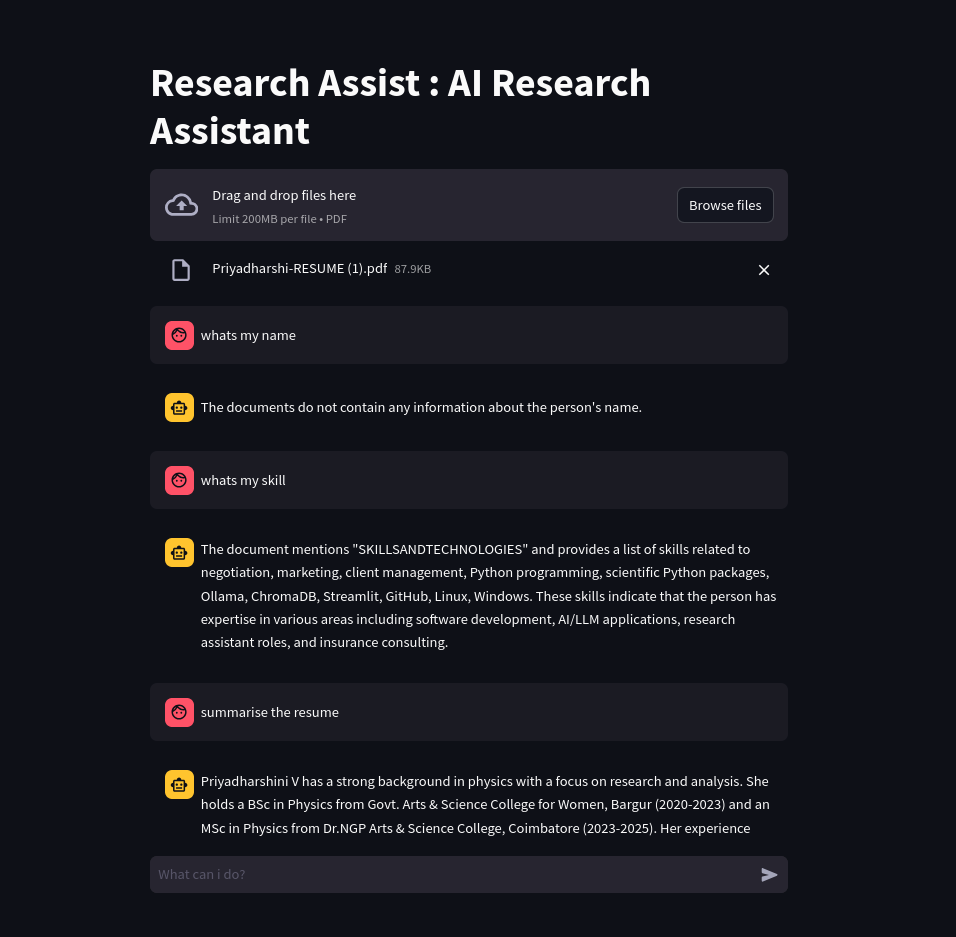 Research Assist : AI Research
Assistant
Drag and drop files here
Limit 200MB per file • PDF
Browse files
Priyadharshi-RESUME (1).pdf 87.9KB
whats my name
The documents do not contain any information about the person's name.
whats my skill
The document mentions "SKILLSANDTECHNOLOGIES" and provides a list of skills related to
negotiation, marketing, client management, Python programming, scientific Python packages,
Ollama, ChromaDB, Streamlit, GitHub, Linux, Windows. These skills indicate that the person has
expertise in various areas including software development, AI/LLM applications, research
assistant roles, and insurance consulting.
summarise the resume
Priyadharshini V has a strong background in physics with a focus on research and analysis. She
holds a BSc in Physics from Govt. Arts & Science College for Women, Bargur (2020-2023) and an
MSc in Physics from Dr.NGP Arts & Science College, Coimbatore (2023-2025). Her experience
What can i do?